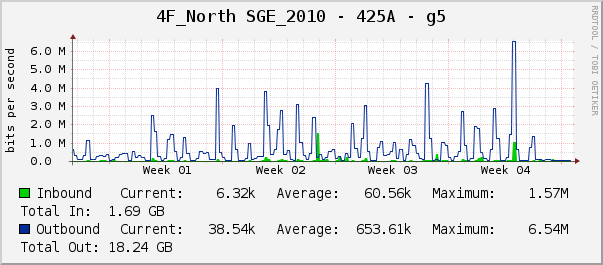 4F_North SGE_2010 - 425A - g5
RRDTOOL / TOBI OETIKER
bits per second
6.0 M
5.0 M
4.0 M
3.0 M
2.0 M
1.0 M
0.0
Week 01 Week 02 Week 03 Week 04
Inbound Current: 6.32k Average: 60.56k Maximum: 1.57M
Total In: 1.69 GB
Outbound Current: 38.54k Average: 653.61k Maximum: 6.54M
Total Out: 18.24 GB